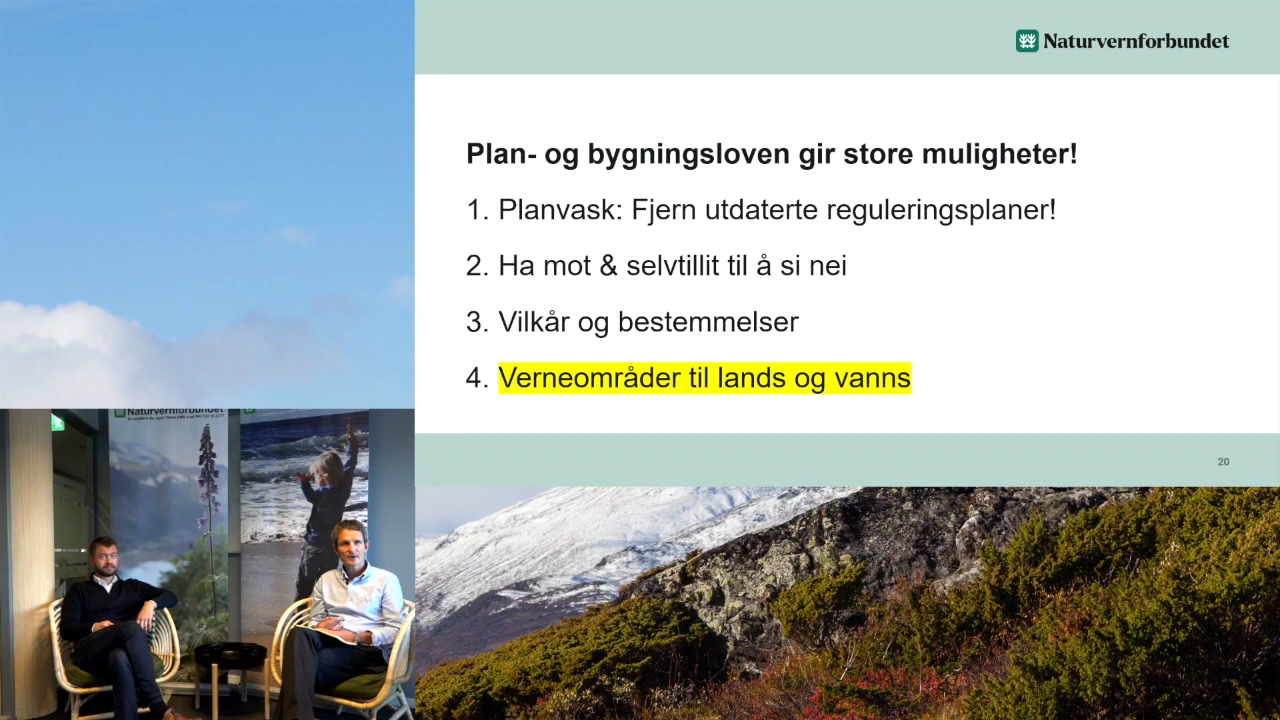 Naturvernforbundet
Plan- og bygningsloven gir store muligheter!
1. Planvask: Fjern utdaterte reguleringsplaner!
2. Ha mot & selvtillit til å si nei
3. Vilkår og bestemmelser
4. Verneområder til lands og vanns
20
Naturvernforbundet